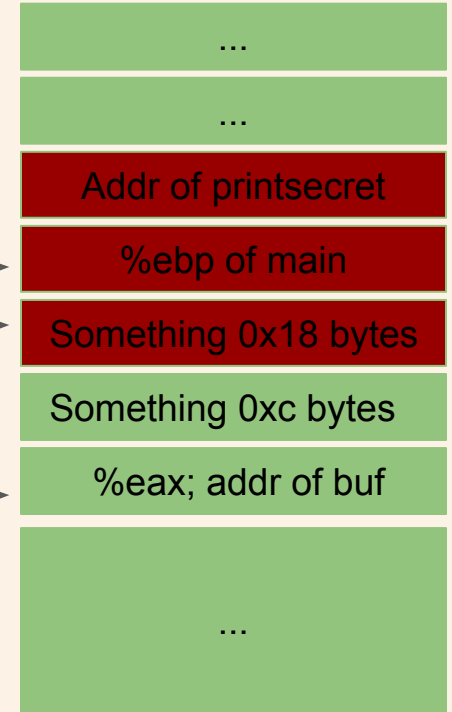 ...
...
Addr of printsecret
%ebp of main
Something 0x18 bytes
Something 0xc bytes
%eax; addr of buf
...